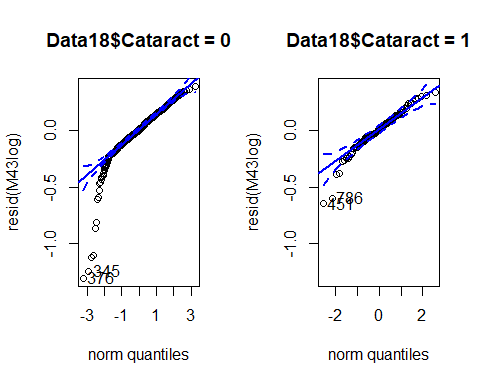 Data18$Cataract = 0
resid(M43log)
0.0
-0.5
-1.0
345
376
-3
-1
1
3
norm quantiles
Data18$Cataract = 1
resid(M43log)
0.0
-0.5
-1.0
786
451
-2
0
2
norm quantiles